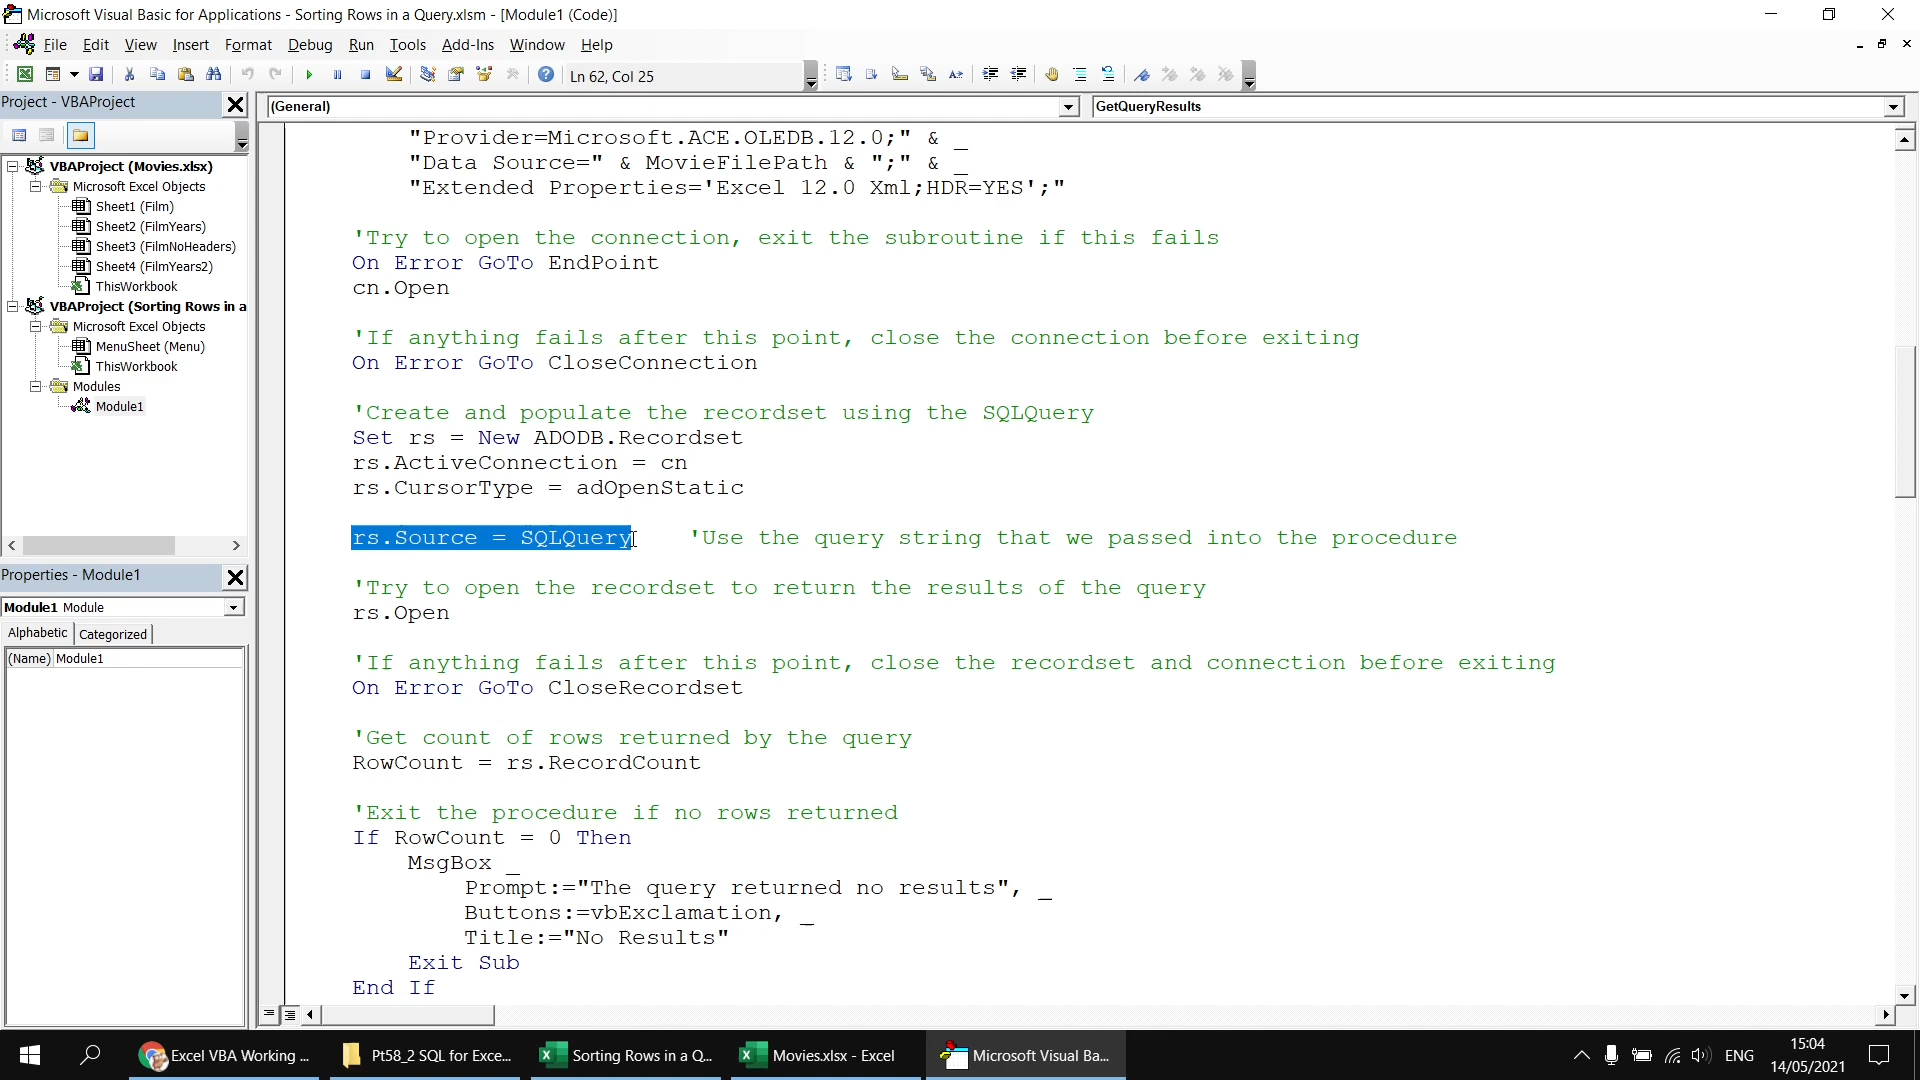 Microsoft Visual Basic for Applications - Sorting Rows in a Query.xlsm - [Module1 (Code)]
File Edit View Insert Format Debug Run Tools Add-Ins Window Help
Ln 62, Col 25
Project - VBAProject
(General)
GetQueryResults
VBAProject (Movies.xlsx)
Microsoft Excel Objects
Sheet1 (Film)
Sheet2 (FilmYears)
Sheet3 (FilmNoHeaders)
Sheet4 (FilmYears2)
ThisWorkbook
VBAProject (Sorting Rows in a
Microsoft Excel Objects
MenuSheet (Menu)
ThisWorkbook
Modules
Module1
Properties - Module1
Module1 Module
Alphabetic Categorized
(Name) Module1
"Provider=Microsoft.ACE.OLEDB.12.0;" & _
"Data Source=" & MovieFilePath & ";" & _
"Extended Properties='Excel 12.0 Xml;HDR=YES';"
'Try to open the connection, exit the subroutine if this fails
On Error GoTo EndPoint
cn.Open
'If anything fails after this point, close the connection before exiting
On Error GoTo CloseConnection
'Create and populate the recordset using the SQLQuery
Set rs = New ADODB.Recordset
rs.ActiveConnection = cn
rs.CursorType = adOpenStatic
rs.Source = SQLQuery 'Use the query string that we passed into the procedure
'Try to open the recordset to return the results of the query
rs.Open
'If anything fails after this point, close the recordset and connection before exiting
On Error GoTo CloseRecordset
'Get count of rows returned by the query
RowCount = rs.RecordCount
'Exit the procedure if no rows returned
If RowCount = 0 Then
MsgBox _
Prompt:="The query returned no results", _
Buttons:=vbExclamation, _
Title:="No Results"
Exit Sub
End If
Excel VBA Working ...
Pt58_2 SQL for Exce...
Sorting Rows in a Q...
Movies.xlsx - Excel
Microsoft Visual Ba...
ENG
15:04
14/05/2021